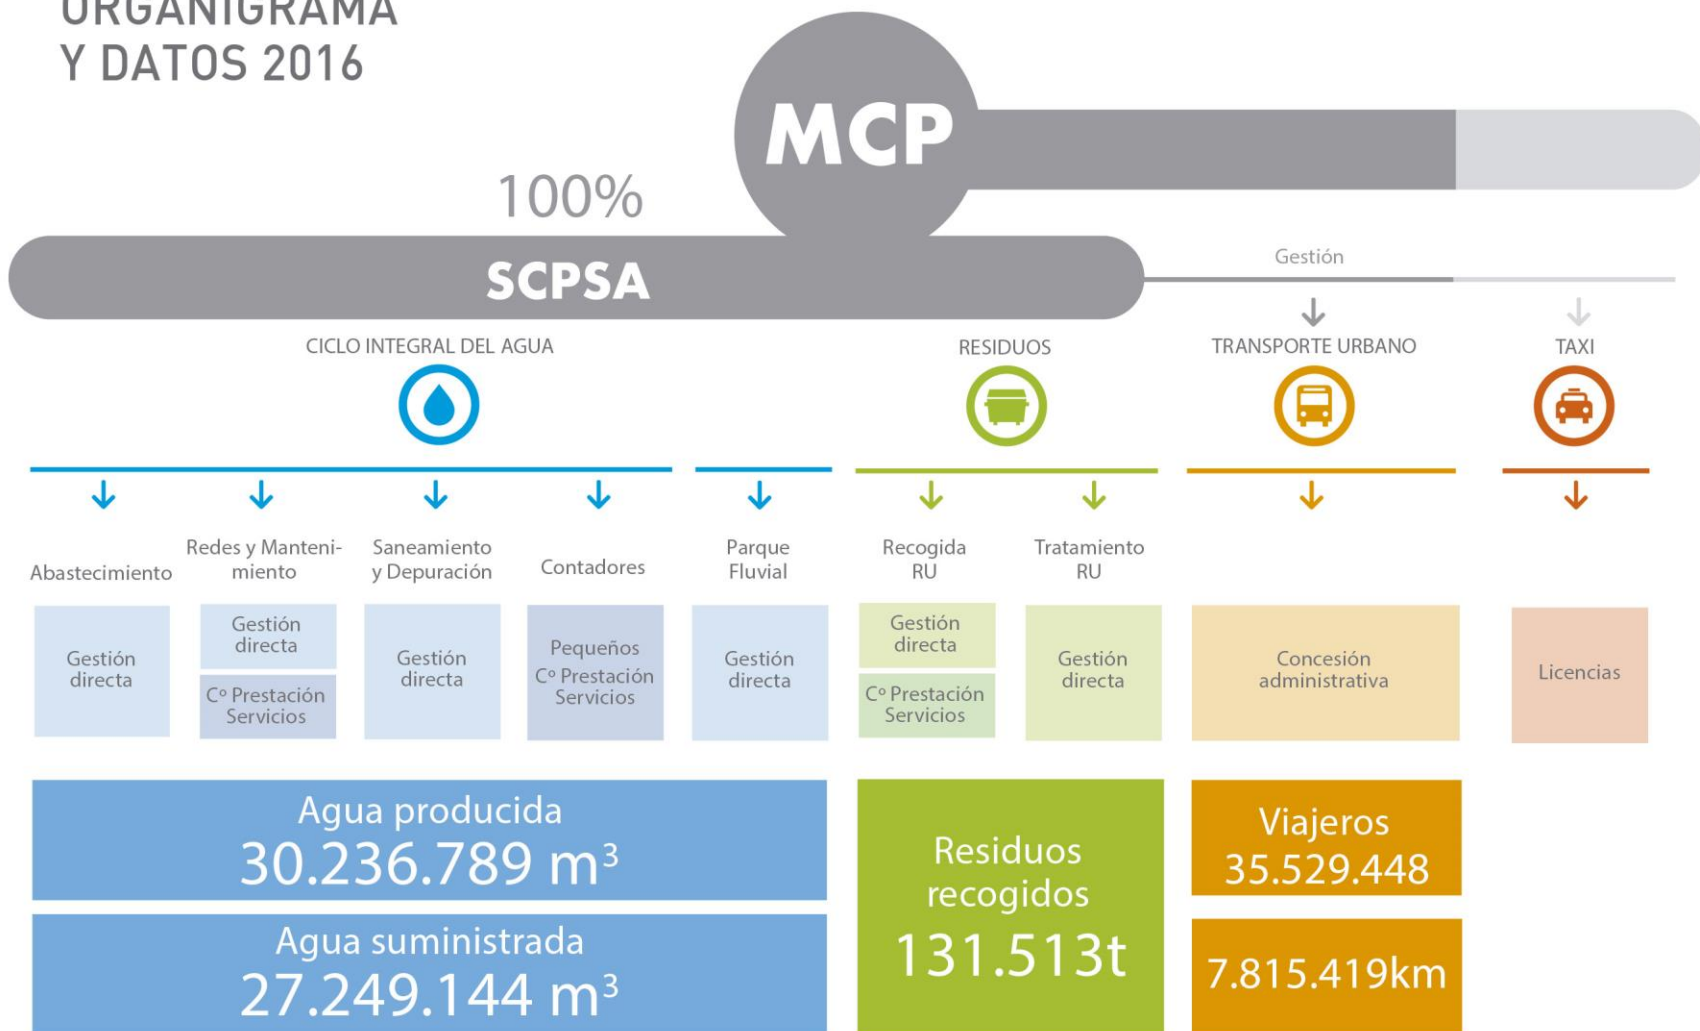 ORGANIGRAMA
Y DATOS 2016
MCP
100%
SCPSA
Gestión
CICLO INTEGRAL DEL AGUA
RESIDUOS
TRANSPORTE URBANO
TAXI
Abastecimiento
Redes y Manteni-
miento
Saneamiento
y Depuración
Contadores
Parque
Fluvial
Recogida
RU
Tratamiento
RU
Gestión
directa
Gestión
directa
Cº Prestación
Servicios
Gestión
directa
Pequeños
Cº Prestación
Servicios
Gestión
directa
Gestión
directa
Cº Prestación
Servicios
Gestión
directa
Concesión
administrativa
Licencias
Agua producida
30.236.789 m³
Agua suministrada
27.249.144 m³
Residuos
recogidos
131.513t
Viajeros
35.529.448
7.815.419km